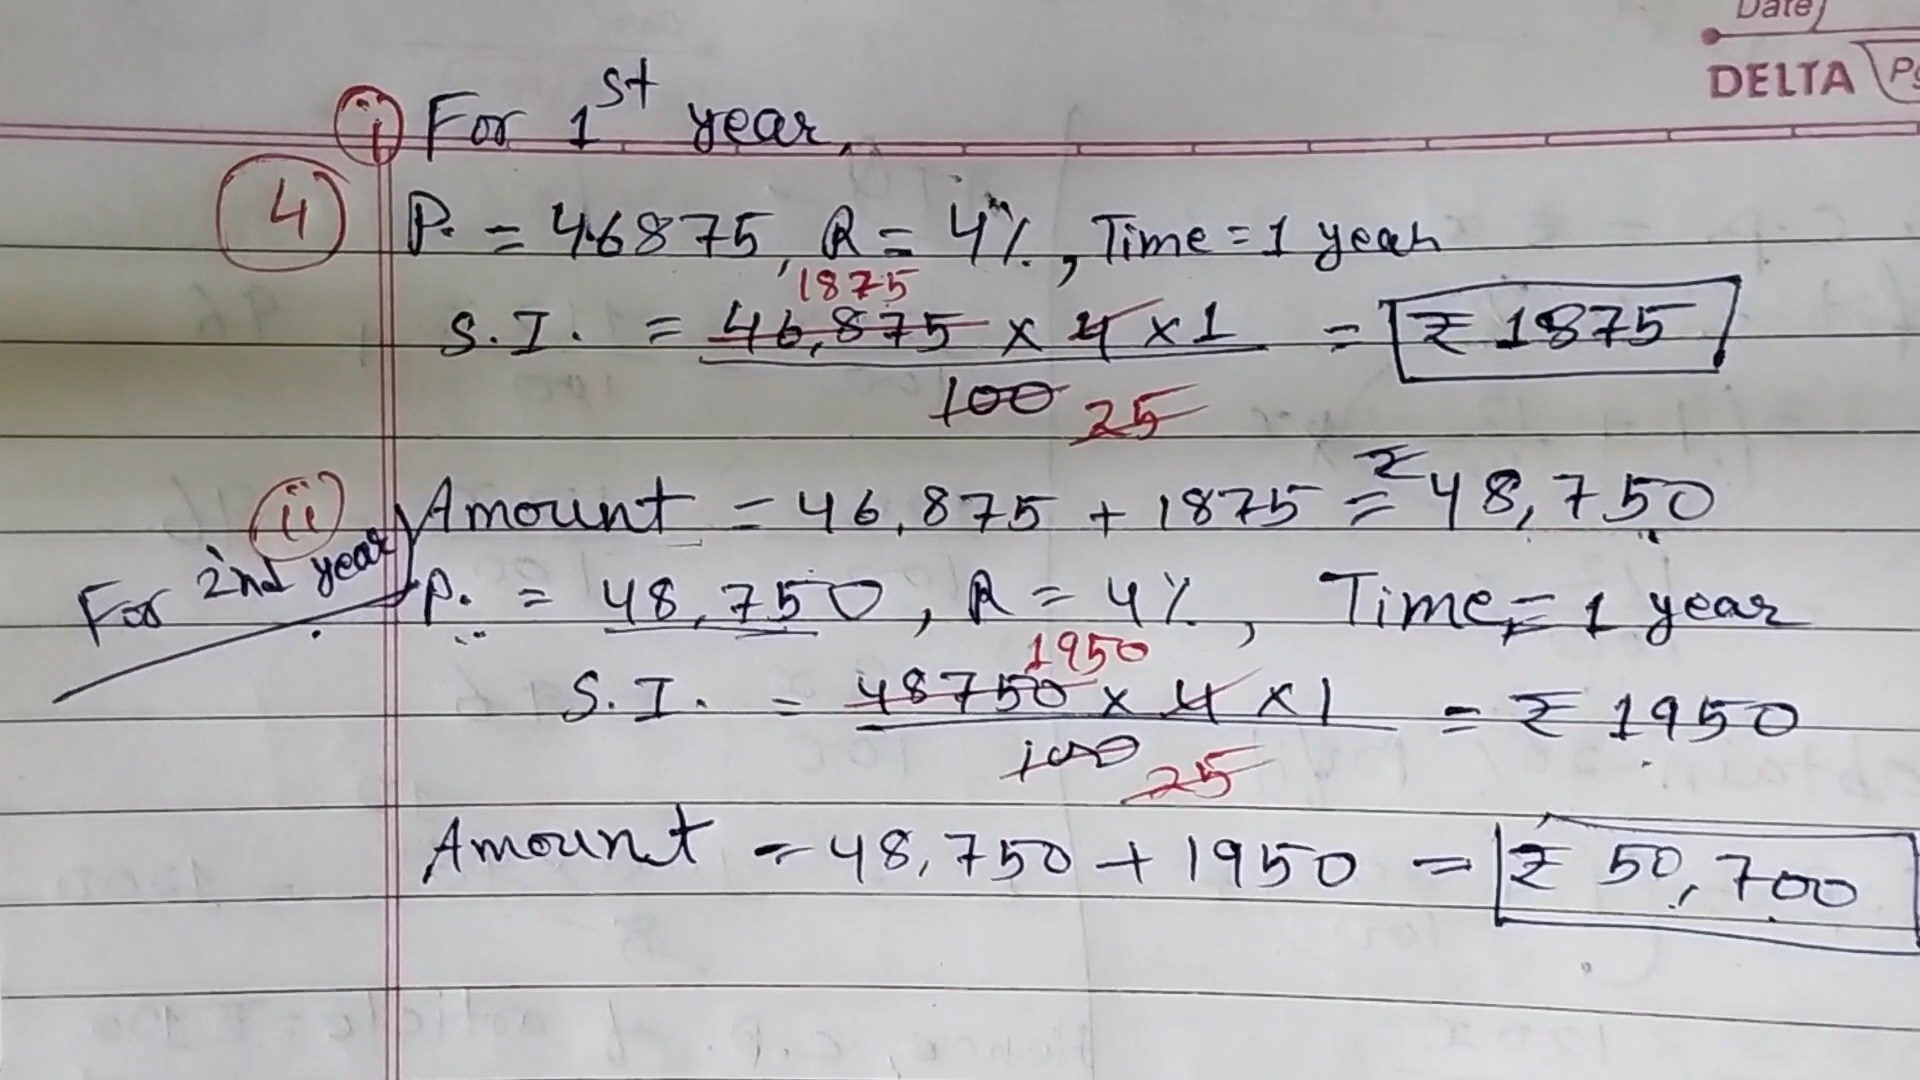 Date
DELTA Pg
(i) For 1st year,
(4) P. = 46875, R = 4%, Time = 1 year
1875
S.I. = 46,875 x 4 x 1 = ₹ 1875
100 25
(ii) Amount = 46,875 + 1875 = ₹ 48,750
For 2nd year P. = 48,750, R = 4%, Time = 1 year
1950
S.I. = 48750 x 4 x 1 = ₹ 1950
100 25
Amount = 48,750 + 1950 = ₹ 50,700